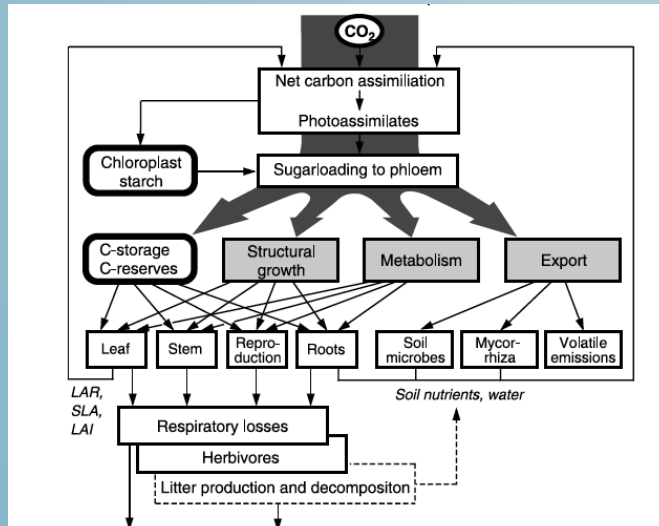 CO₂
Net carbon assimiliation
Photoassimilates
Chloroplast
starch
Sugarloading to phloem
C-storage
C-reserves
Structural
growth
Metabolism
Export
Leaf
Stem
Repro-
duction
Roots
Soil
microbes
Mycor-
rhiza
Volatile
emissions
LAR,
SLA,
LAI
Soil nutrients, water
Respiratory losses
Herbivores
Litter production and decompositon